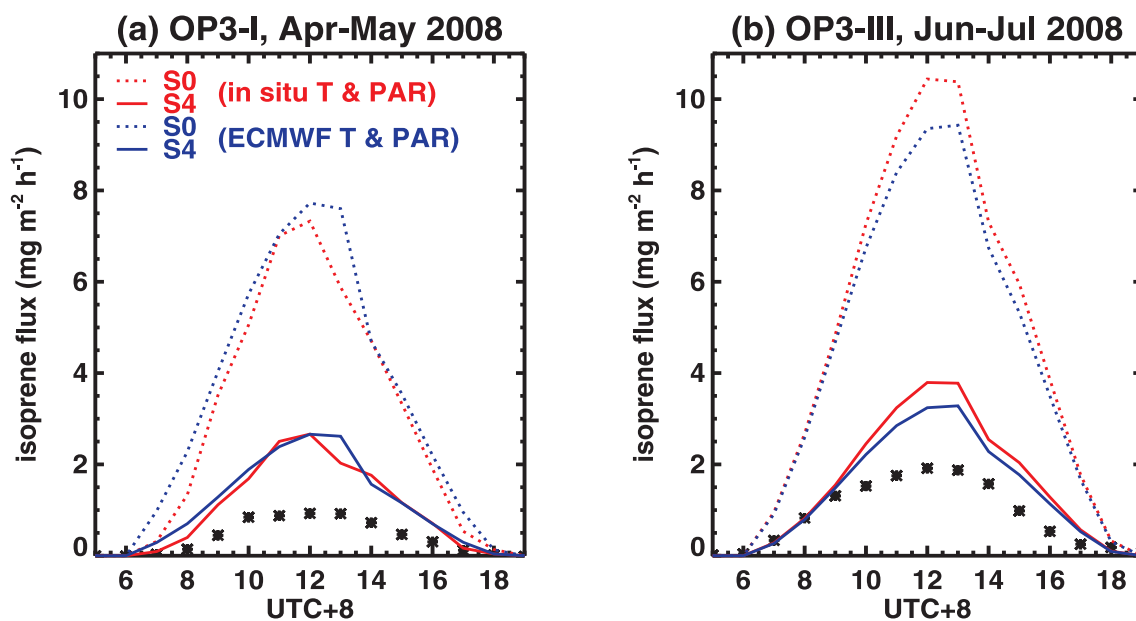 (a) OP3-I, Apr-May 2008
(b) OP3-III, Jun-Jul 2008
S0
S4 (in situ T & PAR)
S0
S4 (ECMWF T & PAR)
isoprene flux (mg m⁻² h⁻¹)
10
8
6
4
2
0
6 8 10 12 14 16 18
UTC+8
isoprene flux (mg m⁻² h⁻¹)
10
8
6
4
2
0
6 8 10 12 14 16 18
UTC+8